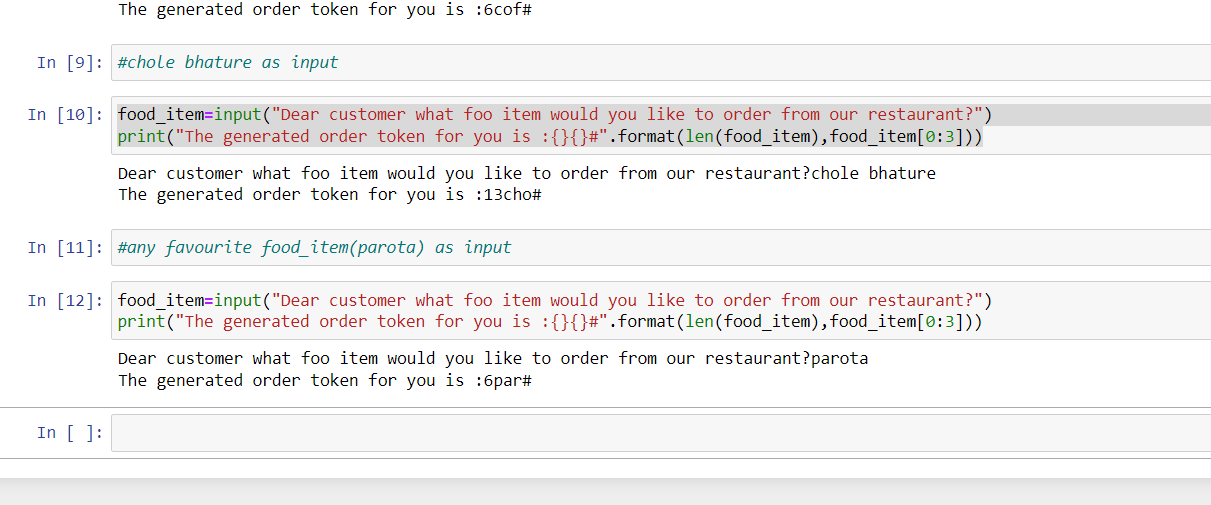 The generated order token for you is :6cof#
In [9]: #chole bhature as input
In [10]: food_item=input("Dear customer what foo item would you like to order from our restaurant?")
print("The generated order token for you is :{}{}#".format(len(food_item),food_item[0:3]))
Dear customer what foo item would you like to order from our restaurant?chole bhature
The generated order token for you is :13cho#
In [11]: #any favourite food_item(parota) as input
In [12]: food_item=input("Dear customer what foo item would you like to order from our restaurant?")
print("The generated order token for you is :{}{}#".format(len(food_item),food_item[0:3]))
Dear customer what foo item would you like to order from our restaurant?parota
The generated order token for you is :6par#
In [ ]: